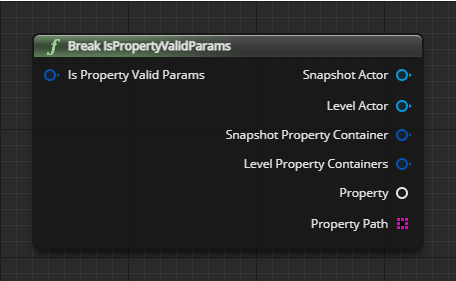 Break IsPropertyValidParams
Is Property Valid Params
Snapshot Actor
Level Actor
Snapshot Property Container
Level Property Containers
Property
Property Path